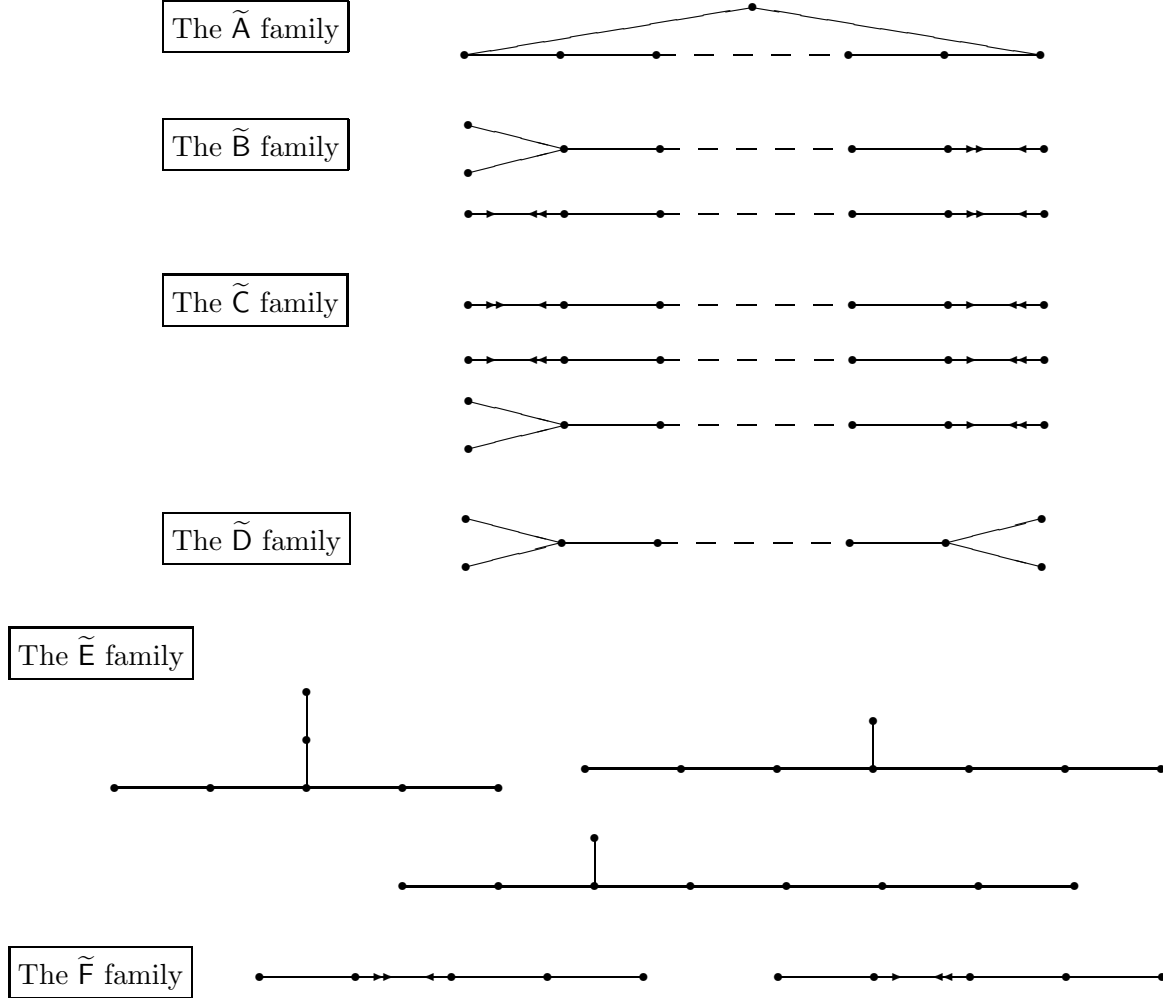 The Ã family
The B̃ family
The C̃ family
The D̃ family
The Ẽ family
The F̃ family